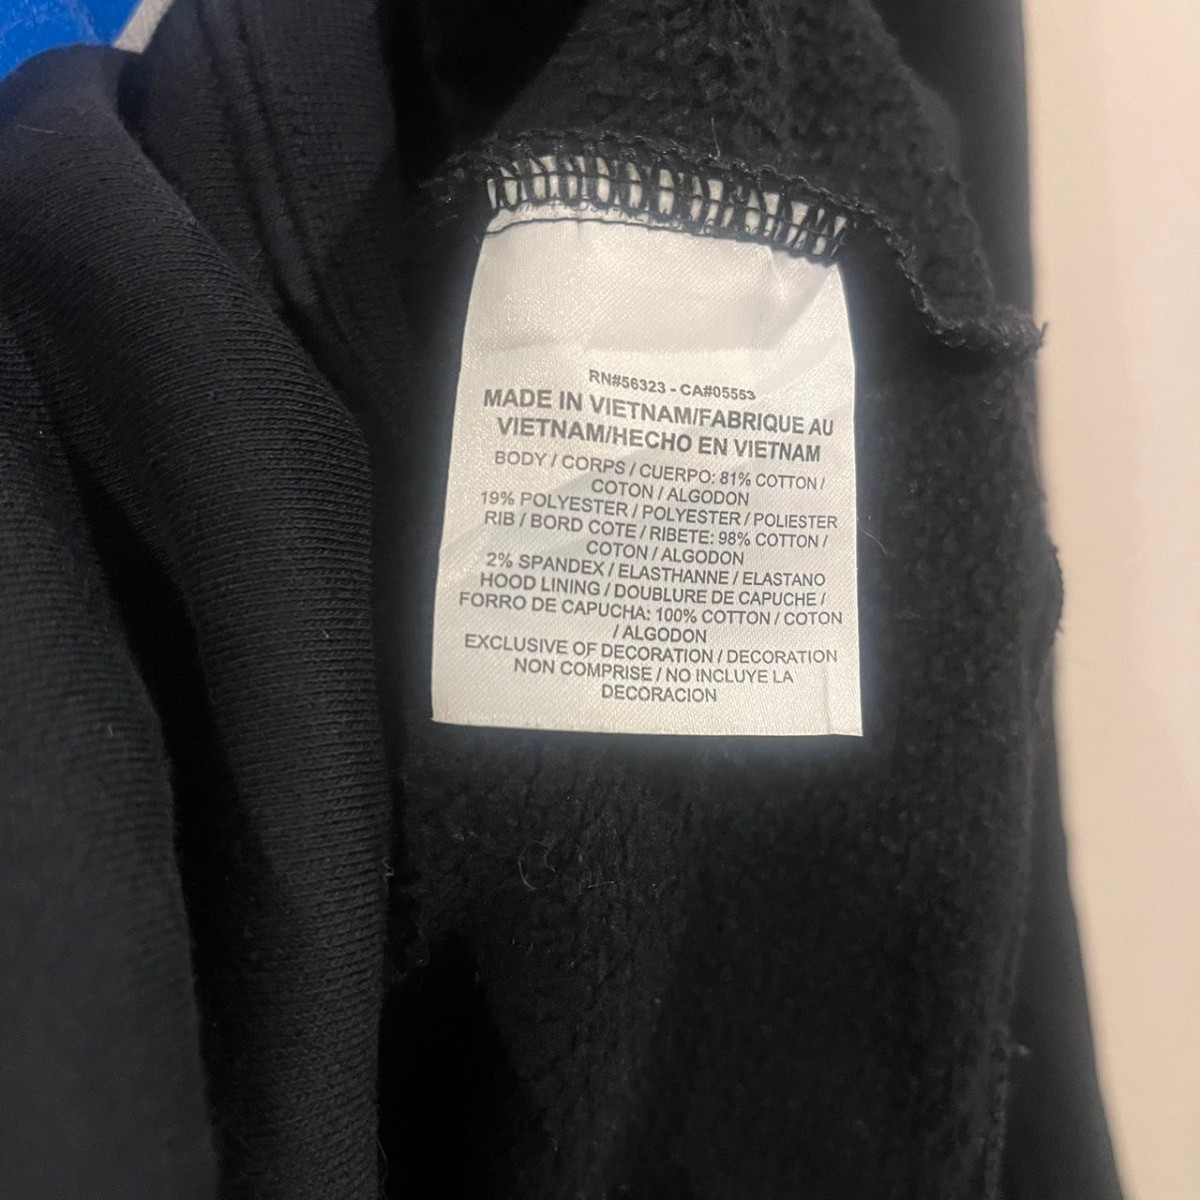 RN#56323 - CA#05553
MADE IN VIETNAM/FABRIQUE AU
VIETNAM/HECHO EN VIETNAM
BODY / CORPS / CUERPO: 81% COTTON /
COTON / ALGODON
19% POLYESTER / POLYESTER / POLIESTER
RIB / BORD COTE / RIBETE: 98% COTTON /
COTON / ALGODON
2% SPANDEX / ELASTHANNE / ELASTANO
HOOD LINING / DOUBLURE DE CAPUCHE /
FORRO DE CAPUCHA: 100% COTTON / COTON
/ ALGODON
EXCLUSIVE OF DECORATION / DECORATION
NON COMPRISE / NO INCLUYE LA
DECORACION